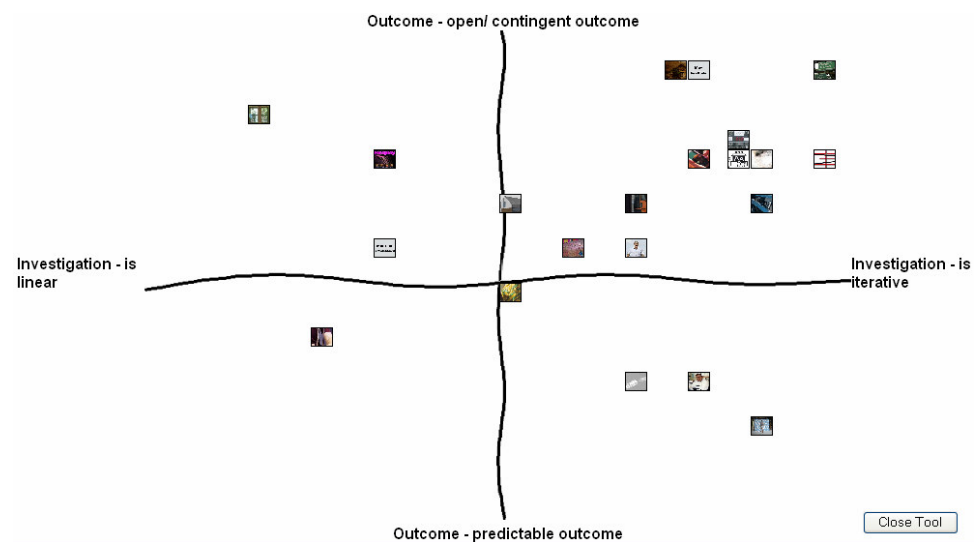 Outcome - open/ contingent outcome
Investigation - is
linear
Investigation - is
iterative
Outcome - predictable outcome
Close Tool